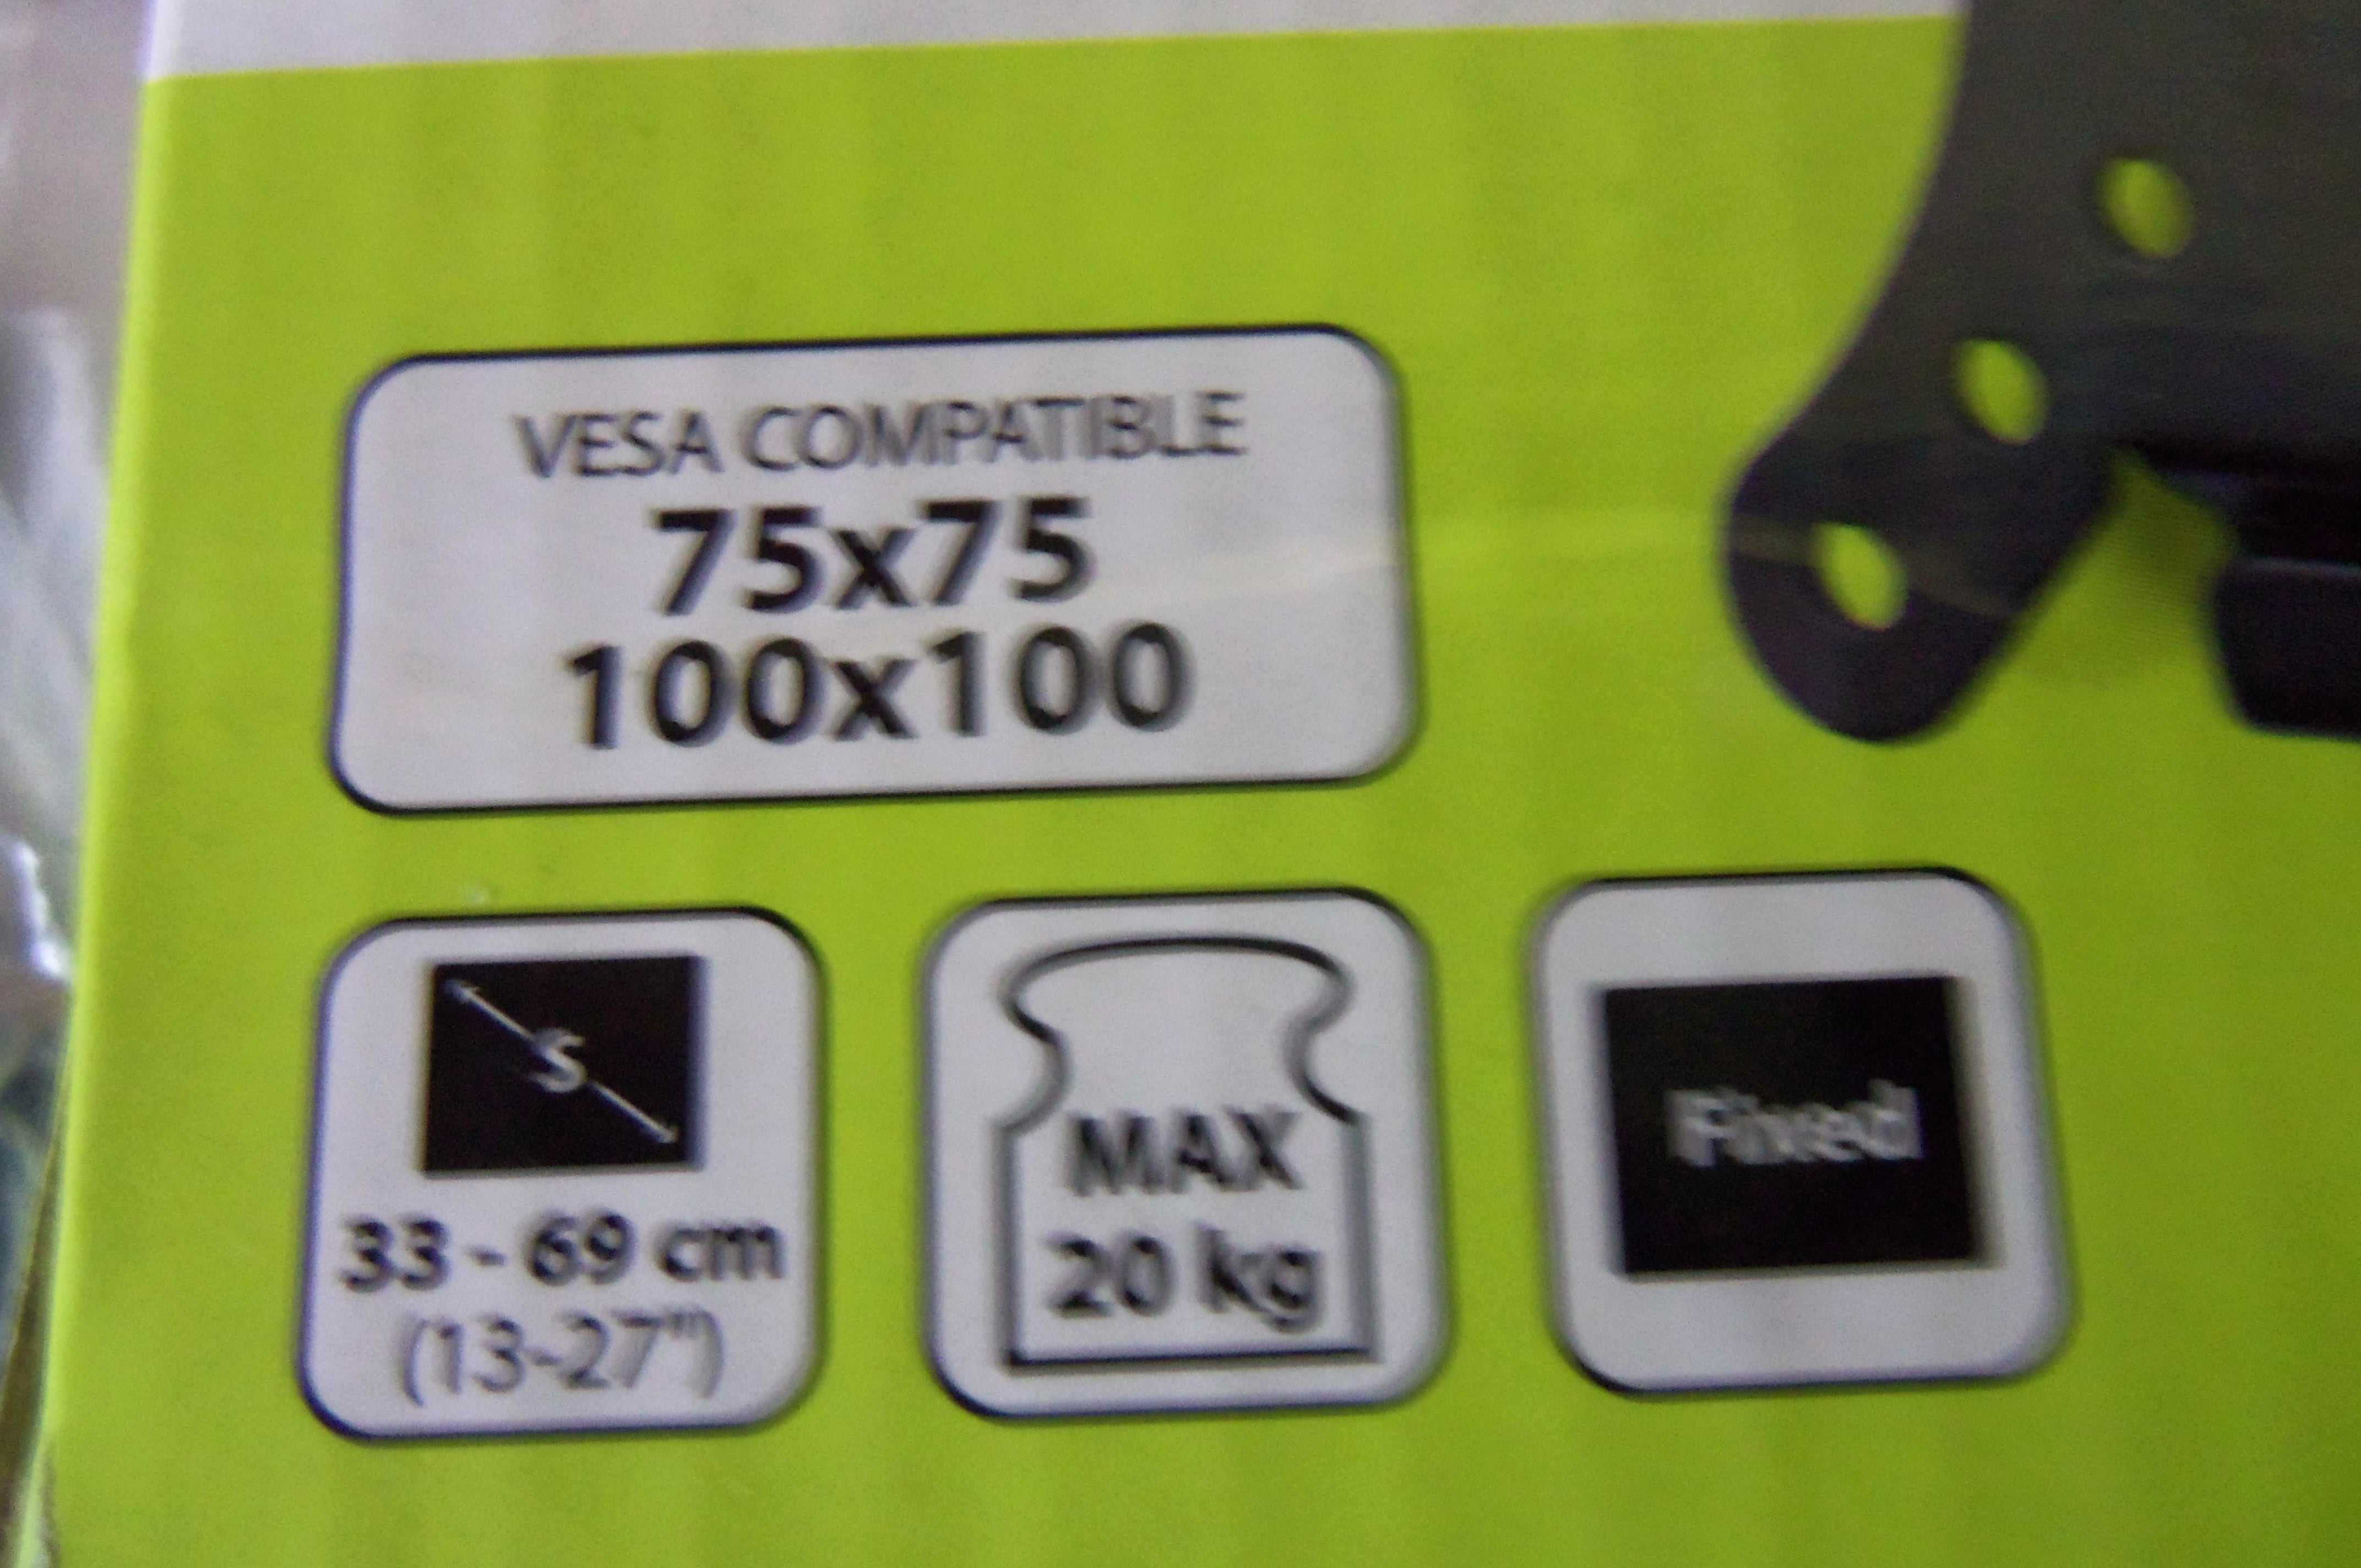 VESA COMPATIBLE
75x75
100x100
S
33 - 69 cm
(13-27")
MAX
20 kg
Fixed